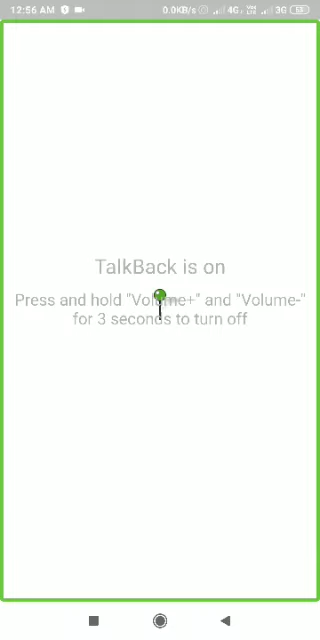 12:56 AM 0.0KB/s 4G 3G
TalkBack is on
Press and hold "Volume+" and "Volume-"
for 3 seconds to turn off